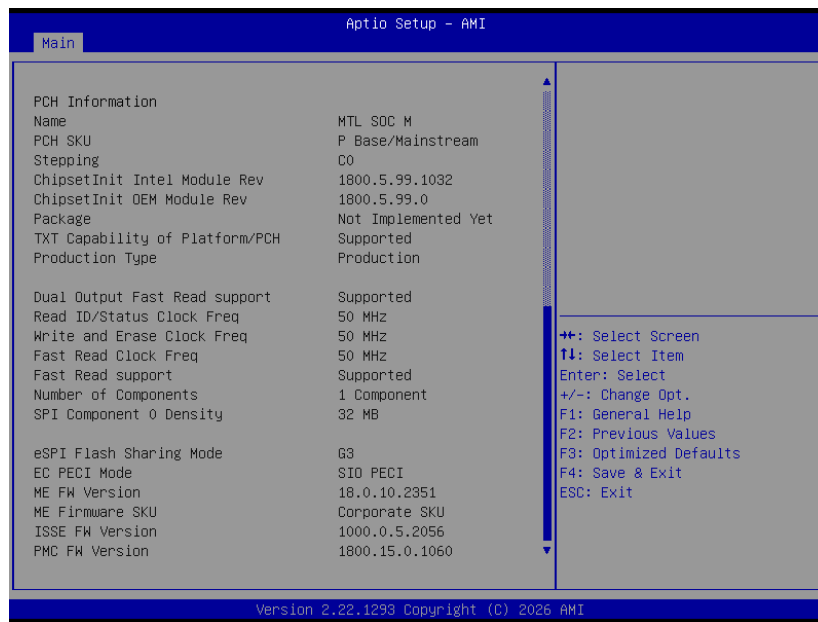 Aptio Setup – AMI
Main
PCH Information
Name MTL SOC M
PCH SKU P Base/Mainstream
Stepping C0
ChipsetInit Intel Module Rev 1800.5.99.1032
ChipsetInit OEM Module Rev 1800.5.99.0
Package Not Implemented Yet
TXT Capability of Platform/PCH Supported
Production Type Production
Dual Output Fast Read support Supported
Read ID/Status Clock Freq 50 MHz
Write and Erase Clock Freq 50 MHz
Fast Read Clock Freq 50 MHz
Fast Read support Supported
Number of Components 1 Component
SPI Component 0 Density 32 MB
eSPI Flash Sharing Mode G3
EC PECI Mode SIO PECI
ME FW Version 18.0.10.2351
ME Firmware SKU Corporate SKU
ISSE FW Version 1000.0.5.2056
PMC FW Version 1800.15.0.1060
→←: Select Screen
↑↓: Select Item
Enter: Select
+/-: Change Opt.
F1: General Help
F2: Previous Values
F3: Optimized Defaults
F4: Save & Exit
ESC: Exit
Version 2.22.1293 Copyright (C) 2026 AMI